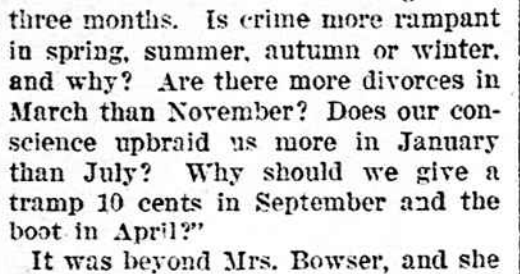 three months. Is crime more rampant
in spring, summer, autumn or winter,
and why? Are there more divorces in
March than November? Does our con-
science upbraid us more in January
than July? Why should we give a
tramp 10 cents in September and the
boot in April?"
It was beyond Mrs. Bowser, and she